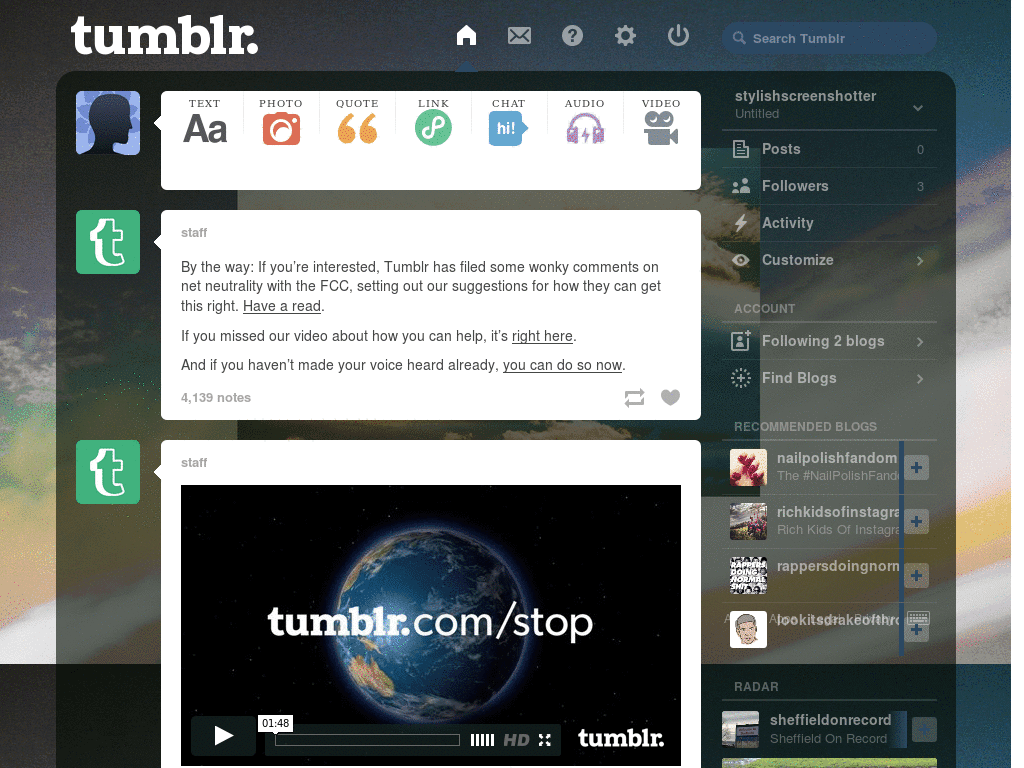 tumblr.
Search Tumblr
TEXT
Aa
PHOTO
QUOTE
LINK
CHAT
hi!
AUDIO
VIDEO
stylishscreenshotter
Untitled
Posts 0
Followers 3
Activity
Customize
ACCOUNT
Following 2 blogs
Find Blogs
RECOMMENDED BLOGS
nailpolishfandom
The #NailPolishFand
richkidsofinstagra
Rich Kids Of Instagra
RAPPERS
DOING
NORMAL
SHIT
rappersdoingnorn
RADAR
sheffieldonrecord
Sheffield On Record
staff
By the way: If you’re interested, Tumblr has filed some wonky comments on
net neutrality with the FCC, setting out our suggestions for how they can get
this right. Have a read.
If you missed our video about how you can help, it’s right here.
And if you haven’t made your voice heard already, you can do so now.
4,139 notes
staff
tumblr.com/stop
01:48
HD
tumblr.